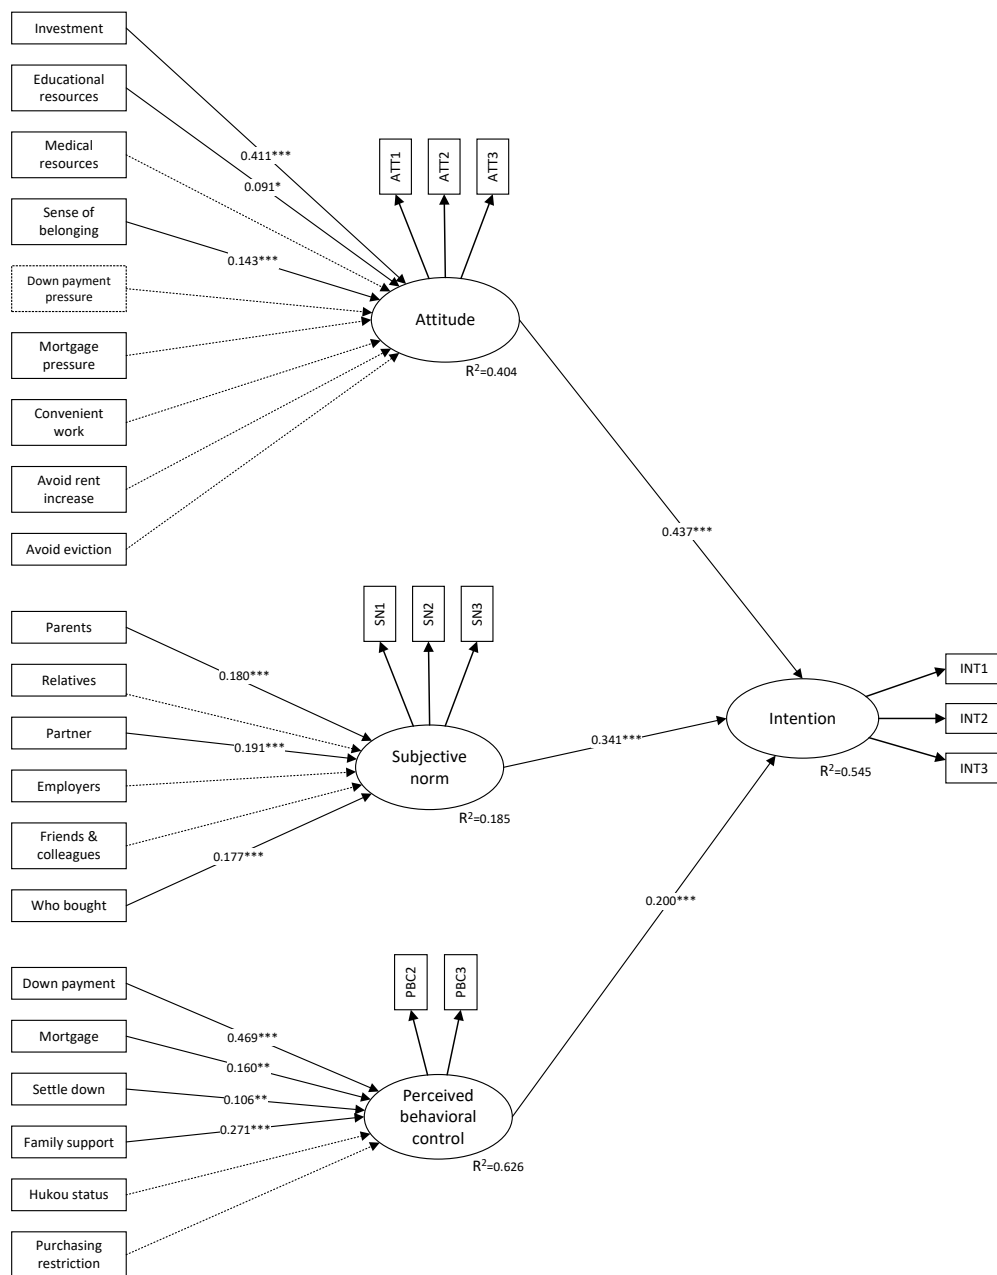 Investment
Educational
resources
Medical
resources
Sense of
belonging
Down payment
pressure
Mortgage
pressure
Convenient
work
Avoid rent
increase
Avoid eviction
0.411***
0.091*
0.143***
ATT1
ATT2
ATT3
Attitude
R²=0.404
0.437***
Parents
Relatives
Partner
Employers
Friends &
colleagues
Who bought
0.180***
0.191***
0.177***
SN1
SN2
SN3
Subjective
norm
R²=0.185
0.341***
Intention
R²=0.545
INT1
INT2
INT3
Down payment
Mortgage
Settle down
Family support
Hukou status
Purchasing
restriction
0.469***
0.160**
0.106**
0.271***
PBC2
PBC3
Perceived
behavioral
control
R²=0.626
0.200***